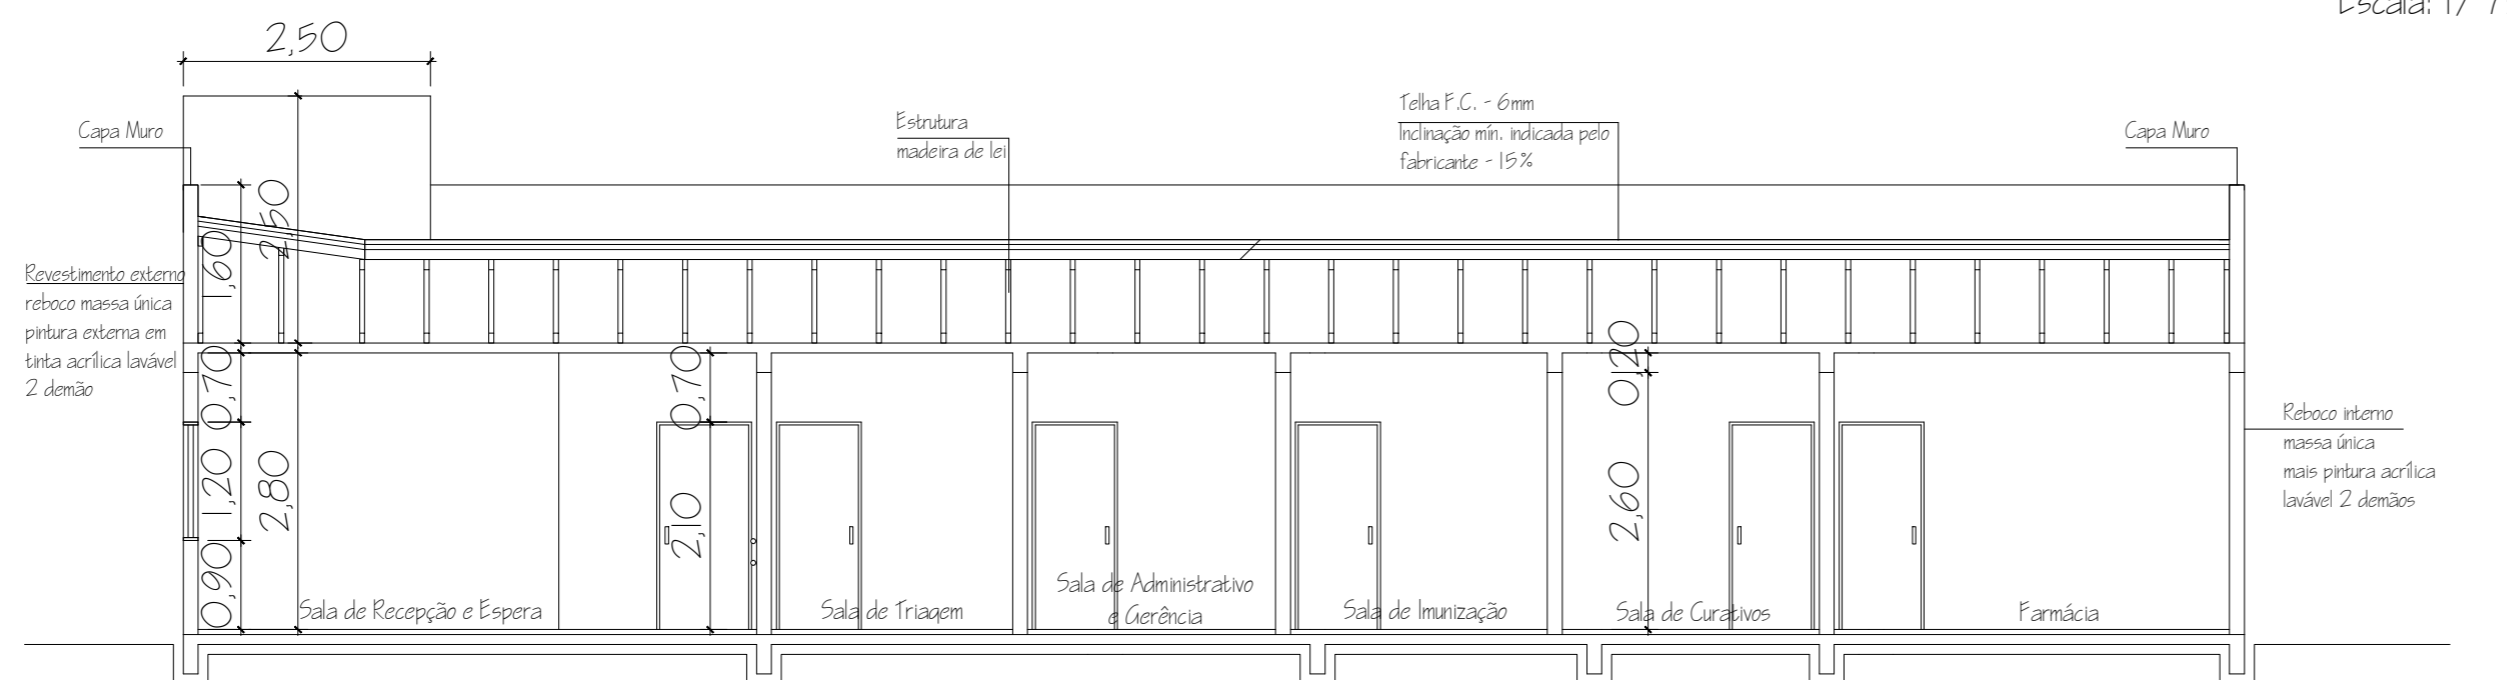 Escala: 1/
2,50
Telha F.C. - 6mm
Inclinação mín. indicada pelo
fabricante - 15%
Estrutura
madeira de lei
Capa Muro
Capa Muro
2,50
1,60
Revestimento externo
reboco massa única
pintura externa em
tinta acrílica lavável
2 demão
0,70
0,70
0,20
1,20
2,80
2,10
2,60
0,90
Reboco interno
massa única
mais pintura acrílica
lavável 2 demãos
Sala de Recepção e Espera
Sala de Triagem
Sala de Administrativo
e Gerência
Sala de Imunização
Sala de Curativos
Farmácia